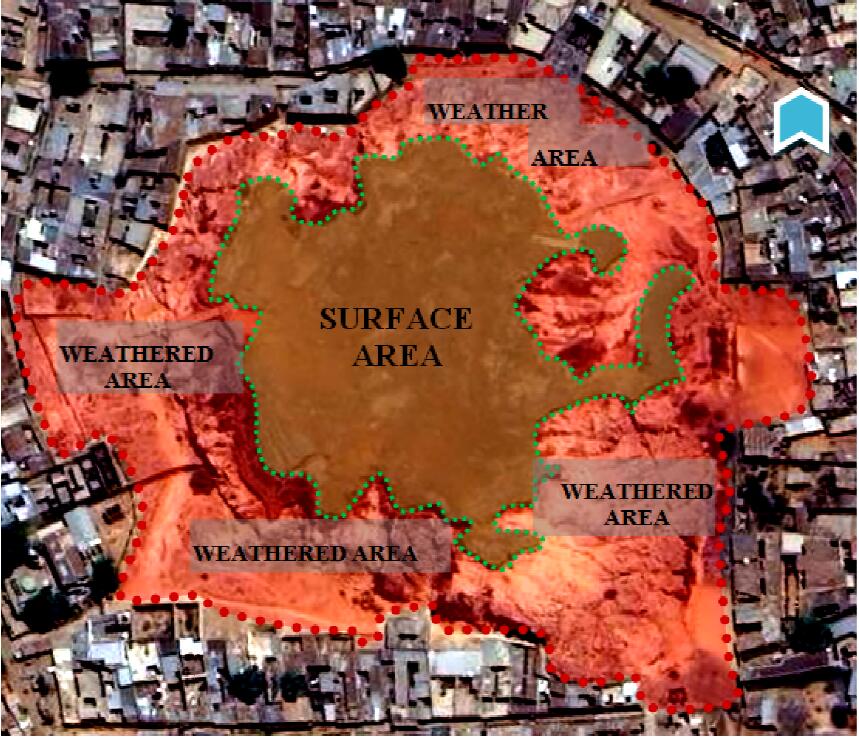 WEATHER
AREA
SURFACE
AREA
WEATHERED
AREA
WEATHERED
AREA
WEATHERED AREA